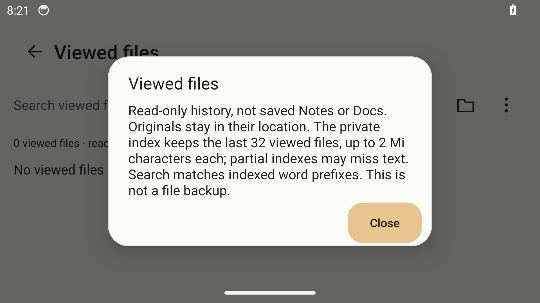 8:21
Viewed files
Search viewed f
0 viewed files · read
No viewed files
Viewed files
Read-only history, not saved Notes or Docs.
Originals stay in their location. The private
index keeps the last 32 viewed files, up to 2 Mi
characters each; partial indexes may miss text.
Search matches indexed word prefixes. This is
not a file backup.
Close